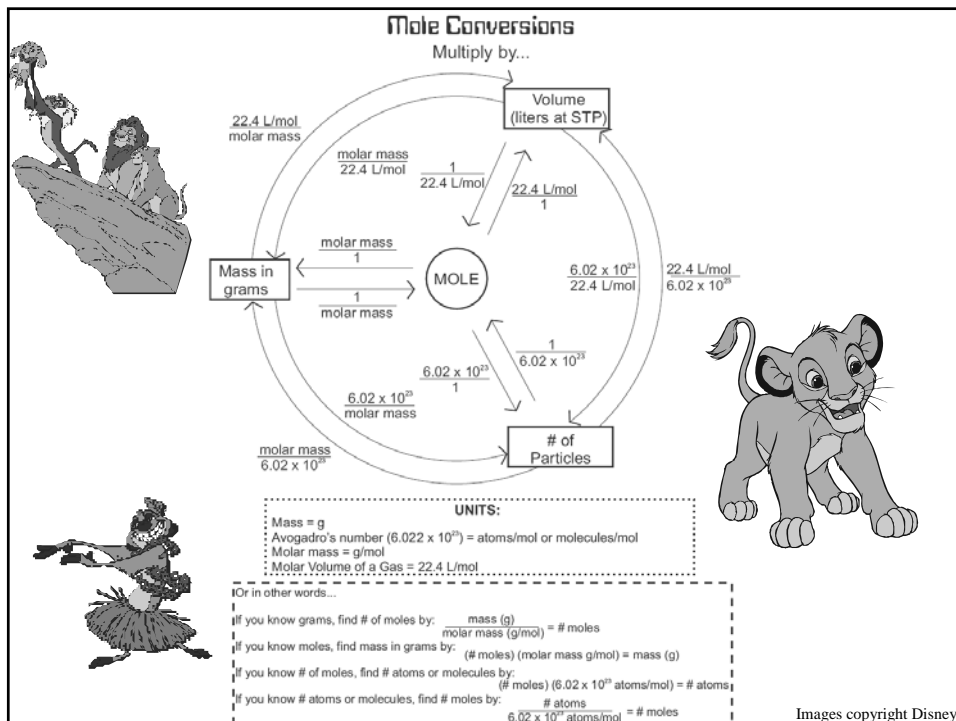 Mole Conversions
Multiply by...
Volume
(liters at STP)
22.4 L/mol
molar mass
molar mass
22.4 L/mol
1
22.4 L/mol
22.4 L/mol
1
Mass in
grams
molar mass
1
1
molar mass
MOLE
6.02 x 10²³
22.4 L/mol
22.4 L/mol
6.02 x 10²³
6.02 x 10²³
1
1
6.02 x 10²³
6.02 x 10²³
molar mass
molar mass
6.02 x 10²³
# of
Particles
UNITS:
Mass = g
Avogadro's number (6.022 x 10²³) = atoms/mol or molecules/mol
Molar mass = g/mol
Molar Volume of a Gas = 22.4 L/mol
Or in other words...
If you know grams, find # of moles by: mass (g)
molar mass (g/mol) = # moles
If you know moles, find mass in grams by:
(# moles) (molar mass g/mol) = mass (g)
If you know # of moles, find # atoms or molecules by:
(# moles) (6.02 x 10²³ atoms/mol) = # atoms
If you know # atoms or molecules, find # moles by: # atoms
6.02 x 10²³ atoms/mol = # moles
Images copyright Disney